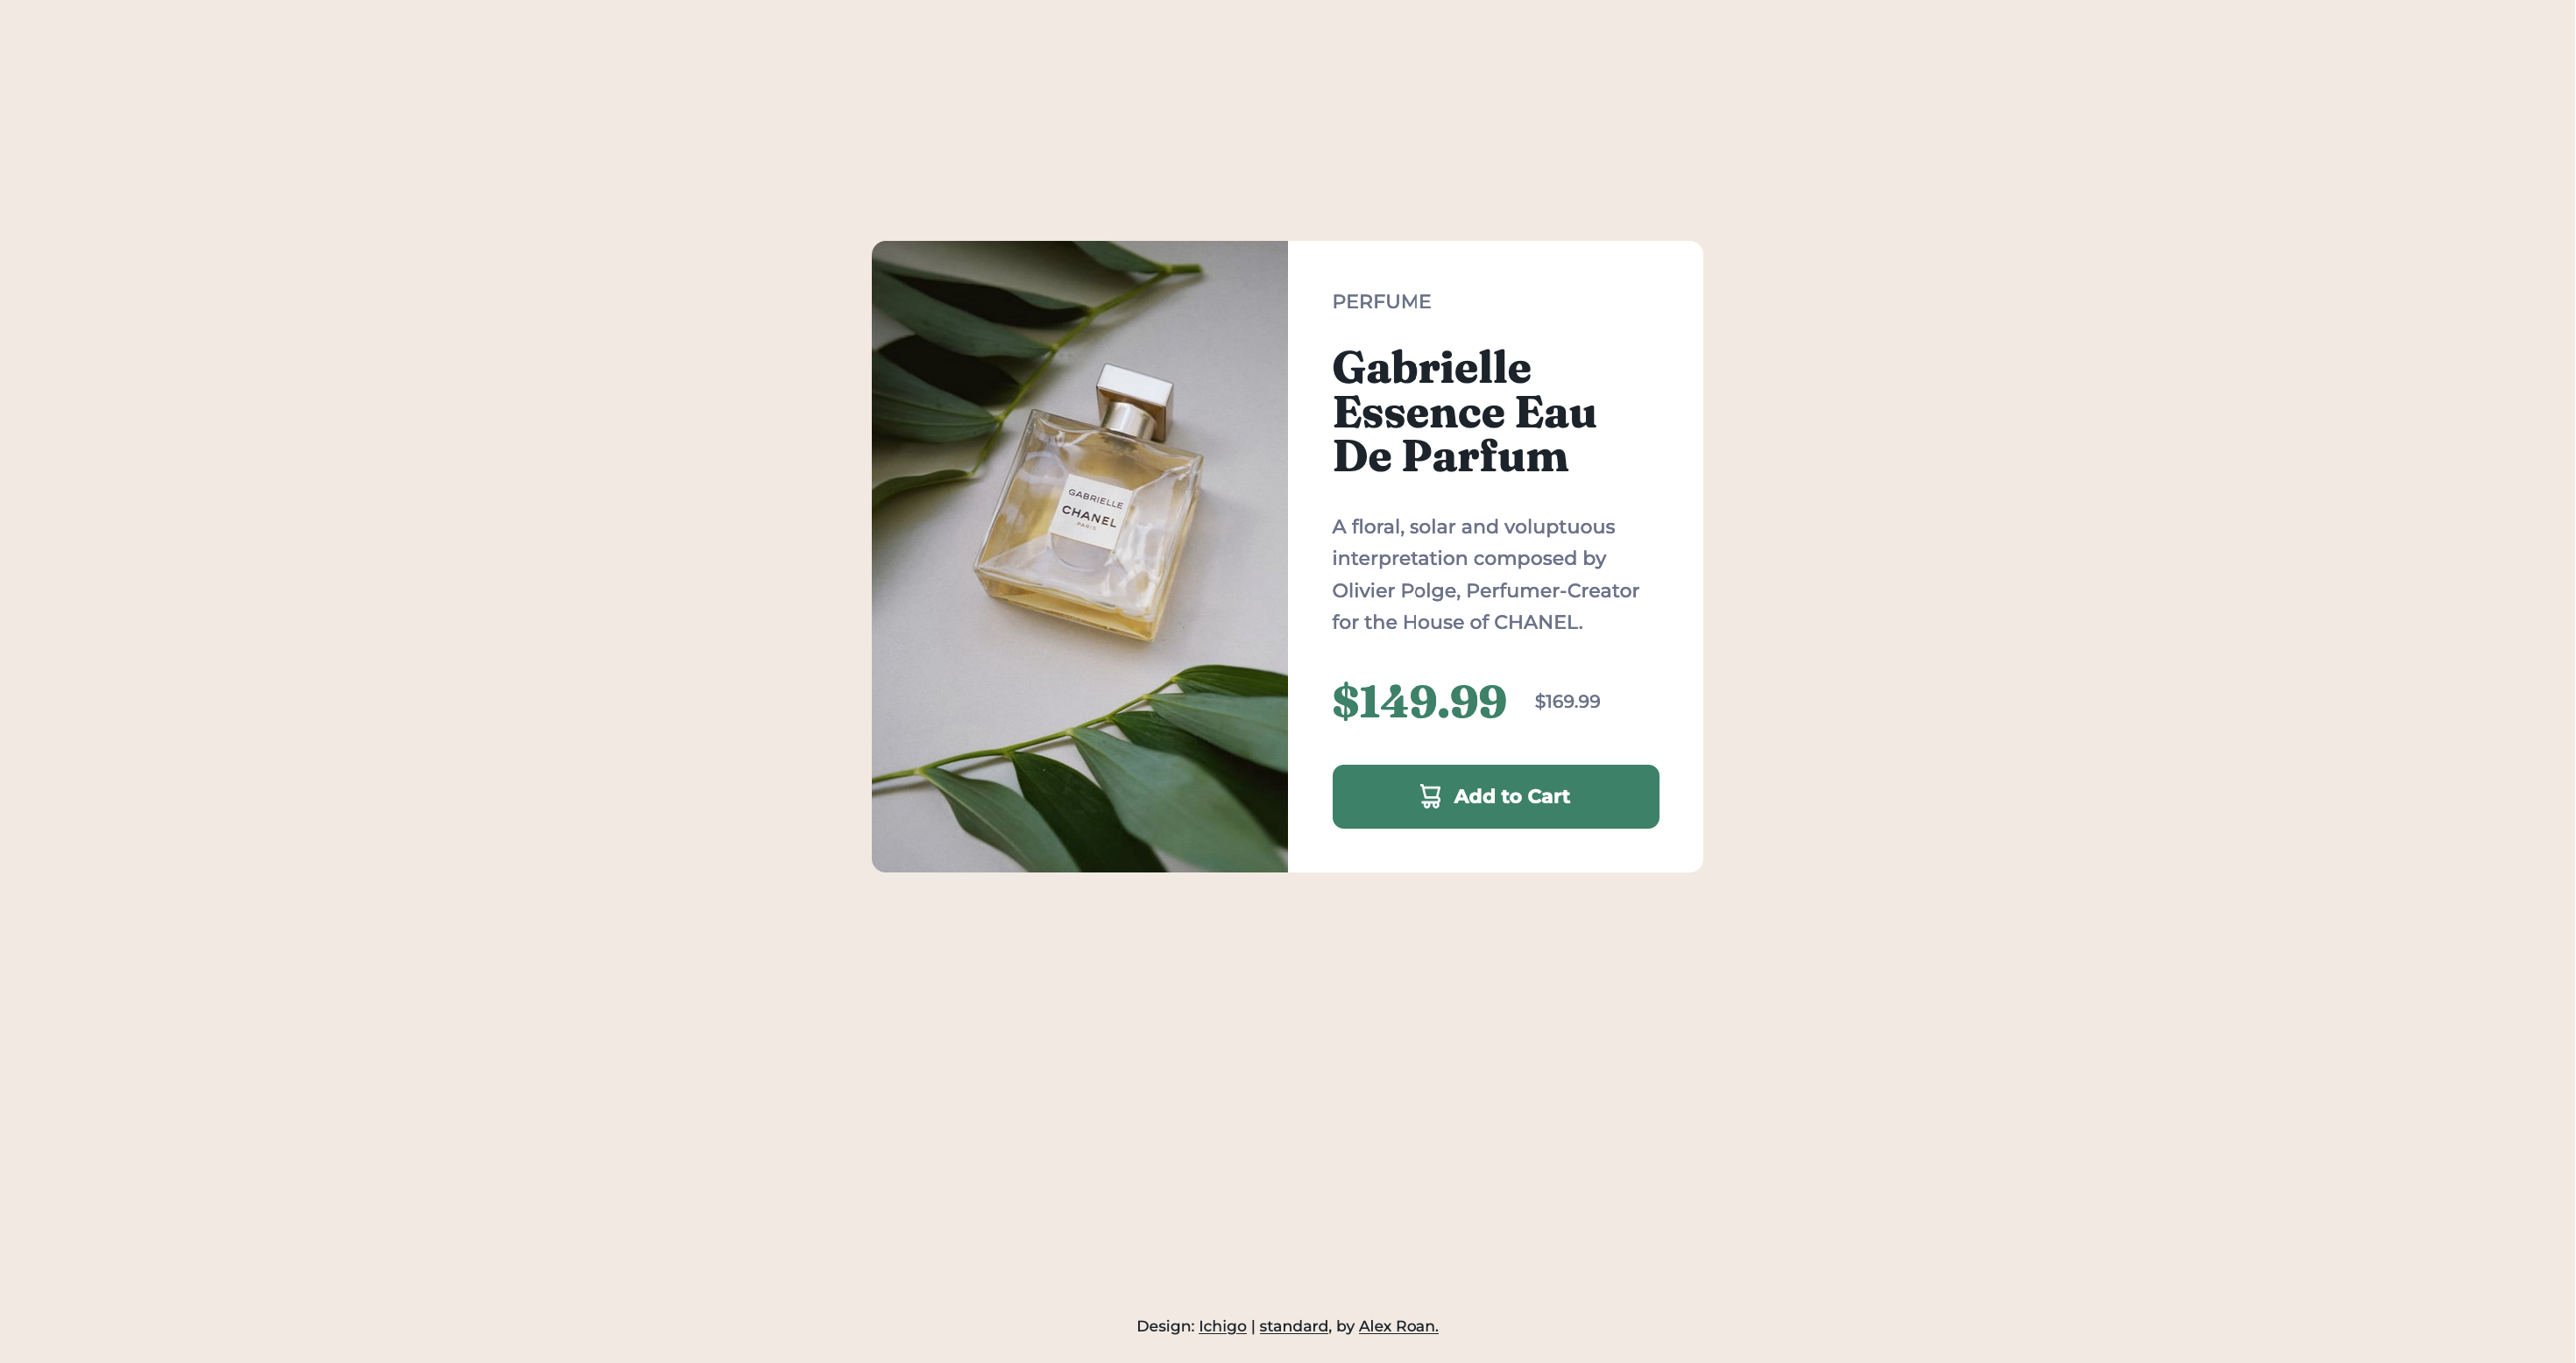 GABRIELLE
CHANEL
PARIS
PERFUME
Gabrielle
Essence Eau
De Parfum
A floral, solar and voluptuous
interpretation composed by
Olivier Polge, Perfumer-Creator
for the House of CHANEL.
$149.99 $169.99
Add to Cart
Design: Ichigo | standard, by Alex Roan.